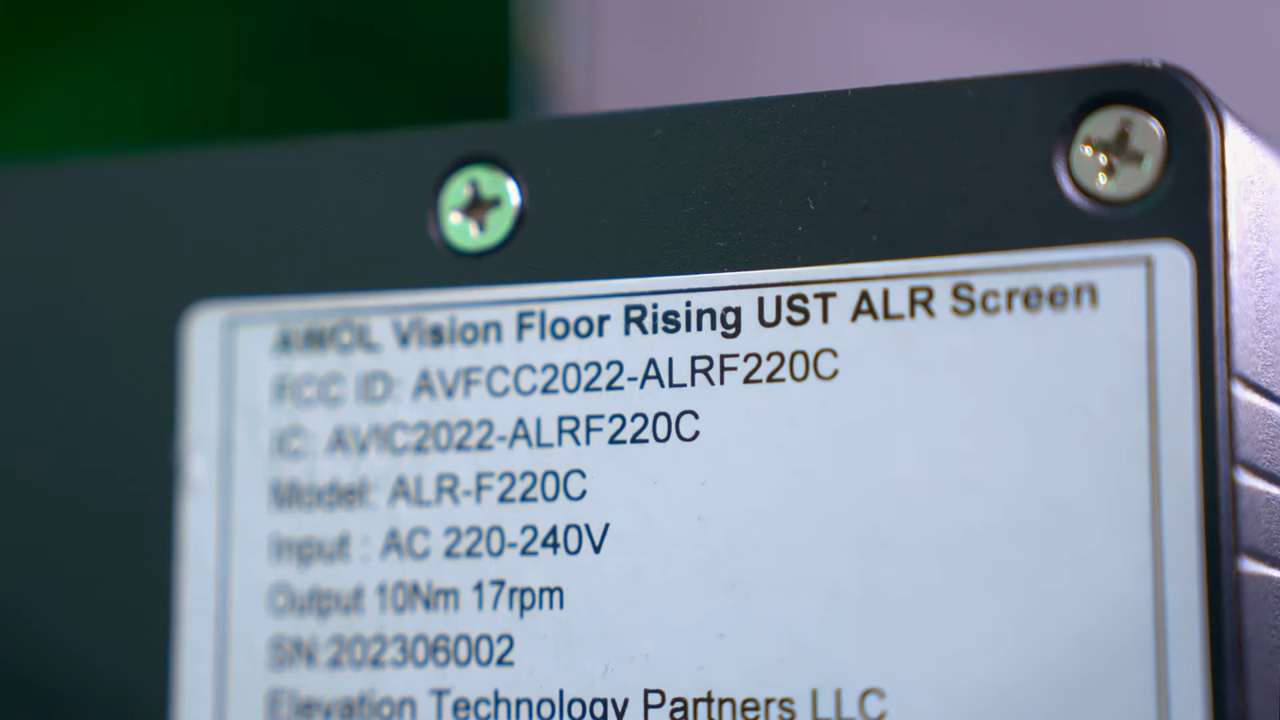 AWOL Vision Floor Rising UST ALR Screen
FCC ID: AVFCC2022-ALRF220C
IC: AVIC2022-ALRF220C
Model: ALR-F220C
Input : AC 220-240V
Output 10Nm 17rpm
SN:202306002
Elevation Technology Partners LLC